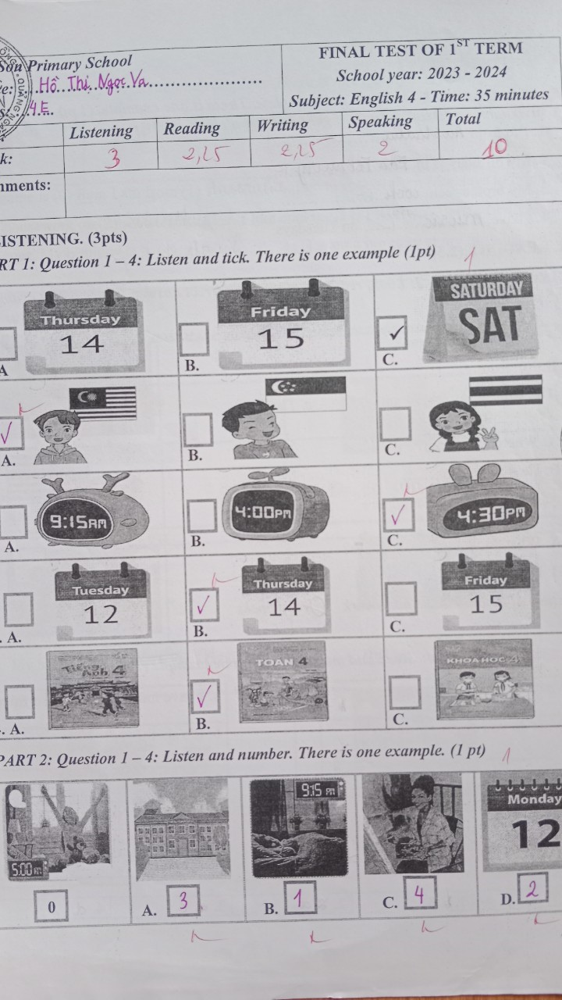 Sơn Primary School
Hồ Thị Ngọc Va
4E
FINAL TEST OF 1ST TERM
School year: 2023 - 2024
Subject: English 4 - Time: 35 minutes
Listening Reading Writing Speaking Total
k: 3 2,25 2,25 2 10
nments:
LISTENING. (3pts)
RT 1: Question 1 – 4: Listen and tick. There is one example (1pt) 1
Thursday
14
A
Friday
15
B.
SATURDAY
SAT
C.
A. B. C.
9:15AM
A.
4:00PM
B.
4:30PM
C.
Tuesday
12
. A.
Thursday
14
B.
Friday
15
C.
Tiếng Anh 4
. A.
TOÁN 4
B.
KHOA HỌC 4
C.
PART 2: Question 1 – 4: Listen and number. There is one example. (1 pt) 1
5:00
9:15 PM
Monday
12
0 A. 3 B. 1 C. 4 D. 2